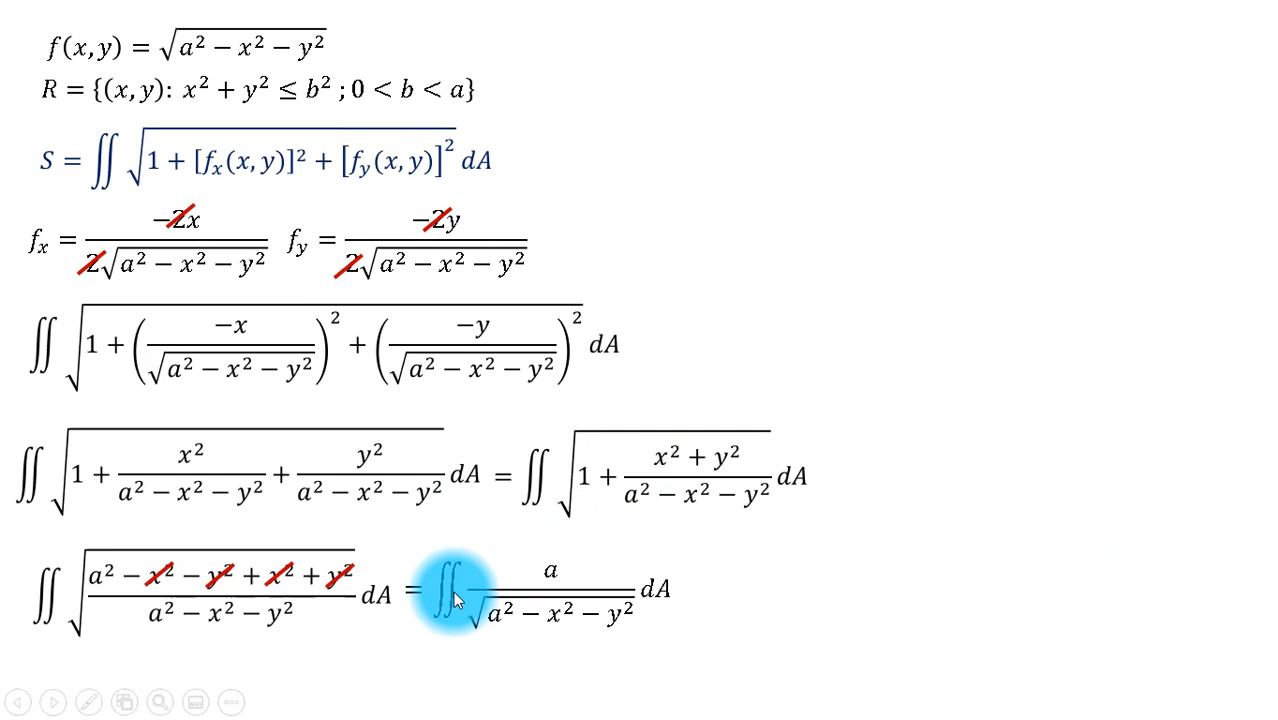 f(x, y) = √(a² − x² − y²)
R = {(x, y): x² + y² ≤ b² ; 0 < b < a}
S = ∬ √(1 + [fₓ(x, y)]² + [f_y(x, y)]²) dA
fₓ = −2x / (2√(a² − x² − y²)) f_y = −2y / (2√(a² − x² − y²))
∬ √(1 + (−x / √(a² − x² − y²))² + (−y / √(a² − x² − y²))²) dA
∬ √(1 + x² / (a² − x² − y²) + y² / (a² − x² − y²)) dA = ∬ √(1 + (x² + y²) / (a² − x² − y²)) dA
∬ √((a² − x² − y² + x² + y²) / (a² − x² − y²)) dA = ∬ a / √(a² − x² − y²) dA